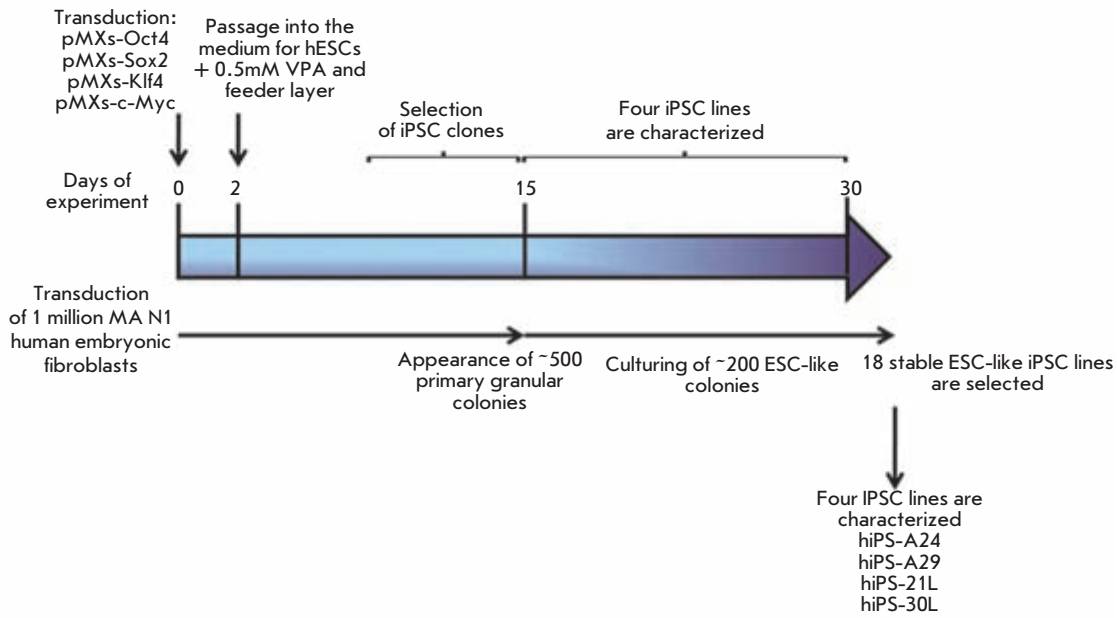 Transduction:
pMXs-Oct4
pMXs-Sox2
pMXs-Klf4
pMXs-c-Myc
Passage into the
medium for hESCs
+ 0.5mM VPA and
feeder layer
Selection
of iPSC clones
Four iPSC lines
are characterized
Days of
experiment
0
2
15
30
Transduction
of 1 million MA N1
human embryonic
fibroblasts
Appearance of ~500
primary granular
colonies
Culturing of ~200 ESC-like
colonies
18 stable ESC-like iPSC lines
are selected
Four IPSC lines are
characterized
hiPS-A24
hiPS-A29
hiPS-21L
hiPS-30L